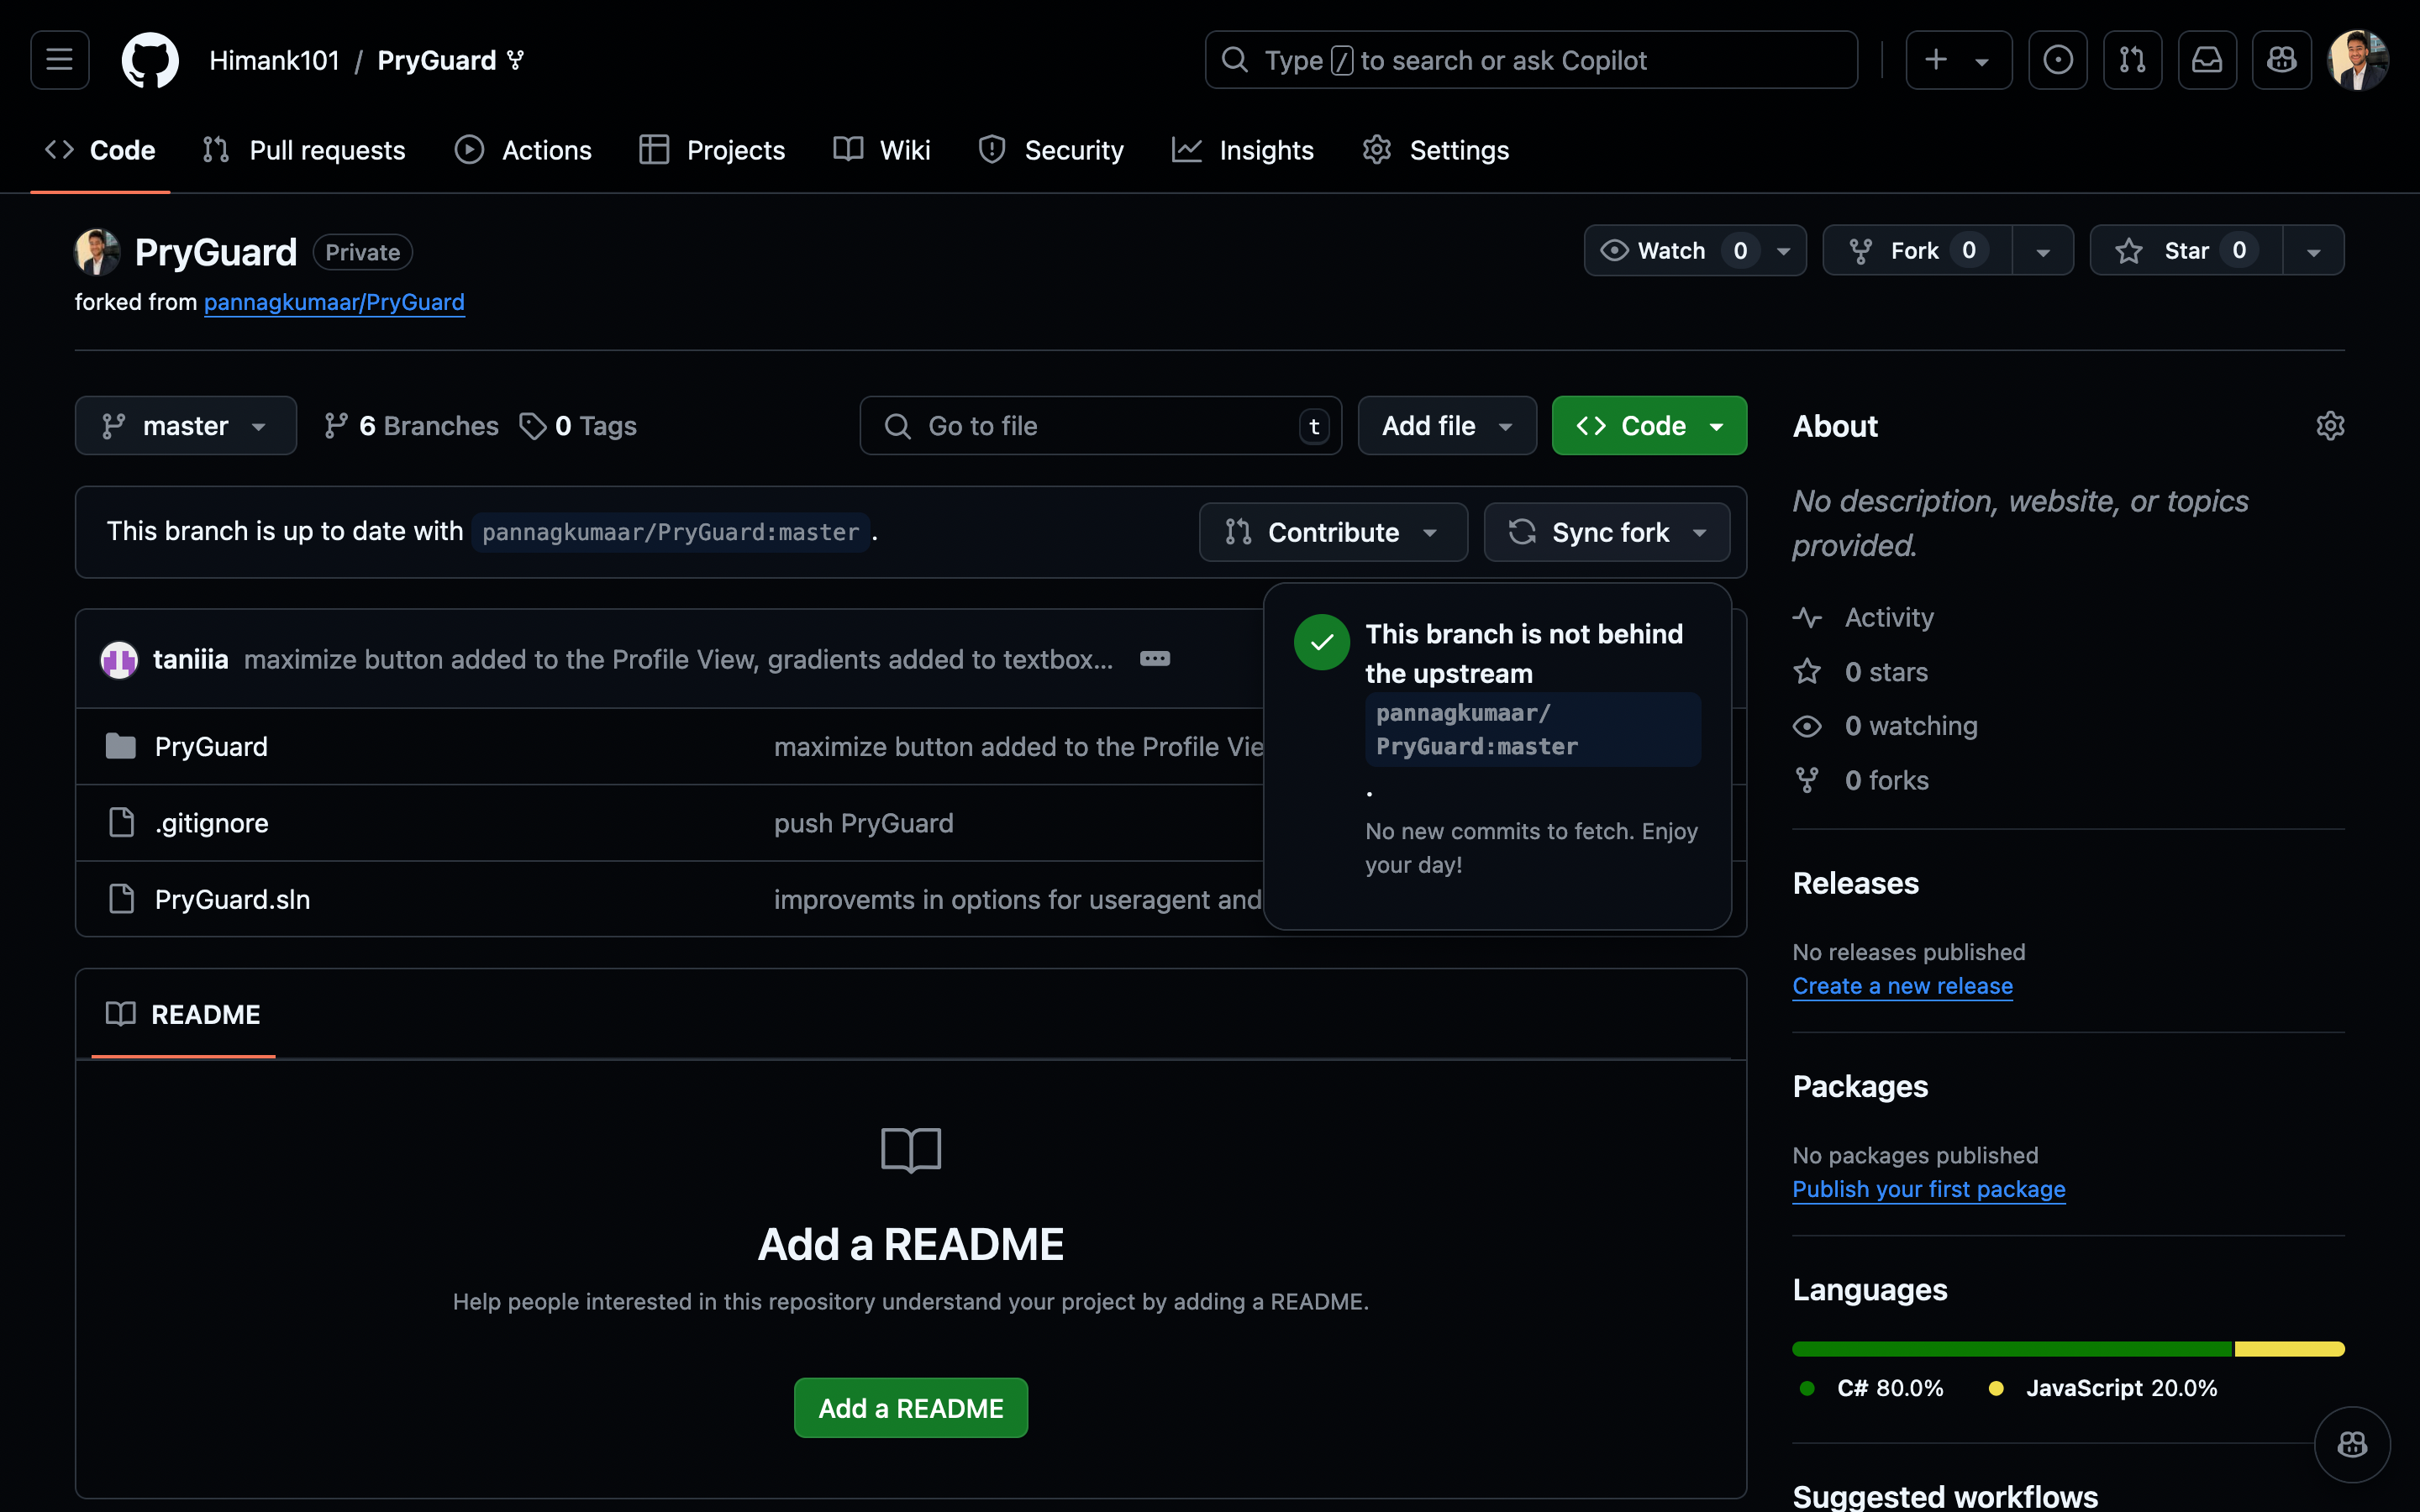 Himank101 / PryGuard
Type / to search or ask Copilot
Code Pull requests Actions Projects Wiki Security Insights Settings
PryGuard Private
Watch 0 Fork 0 Star 0
forked from pannagkumaar/PryGuard
master 6 Branches 0 Tags
Go to file t
Add file
Code
This branch is up to date with pannagkumaar/PryGuard:master .
Contribute
Sync fork
This branch is not behind
the upstream
pannagkumaar/
PryGuard:master
.
No new commits to fetch. Enjoy
your day!
taniiia maximize button added to the Profile View, gradients added to textbox...
PryGuard maximize button added to the Profile Vie
.gitignore push PryGuard
PryGuard.sln improvemts in options for useragent and
README
Add a README
Help people interested in this repository understand your project by adding a README.
Add a README
About
No description, website, or topics
provided.
Activity
0 stars
0 watching
0 forks
Releases
No releases published
Create a new release
Packages
No packages published
Publish your first package
Languages
C# 80.0% JavaScript 20.0%
Suggested workflows